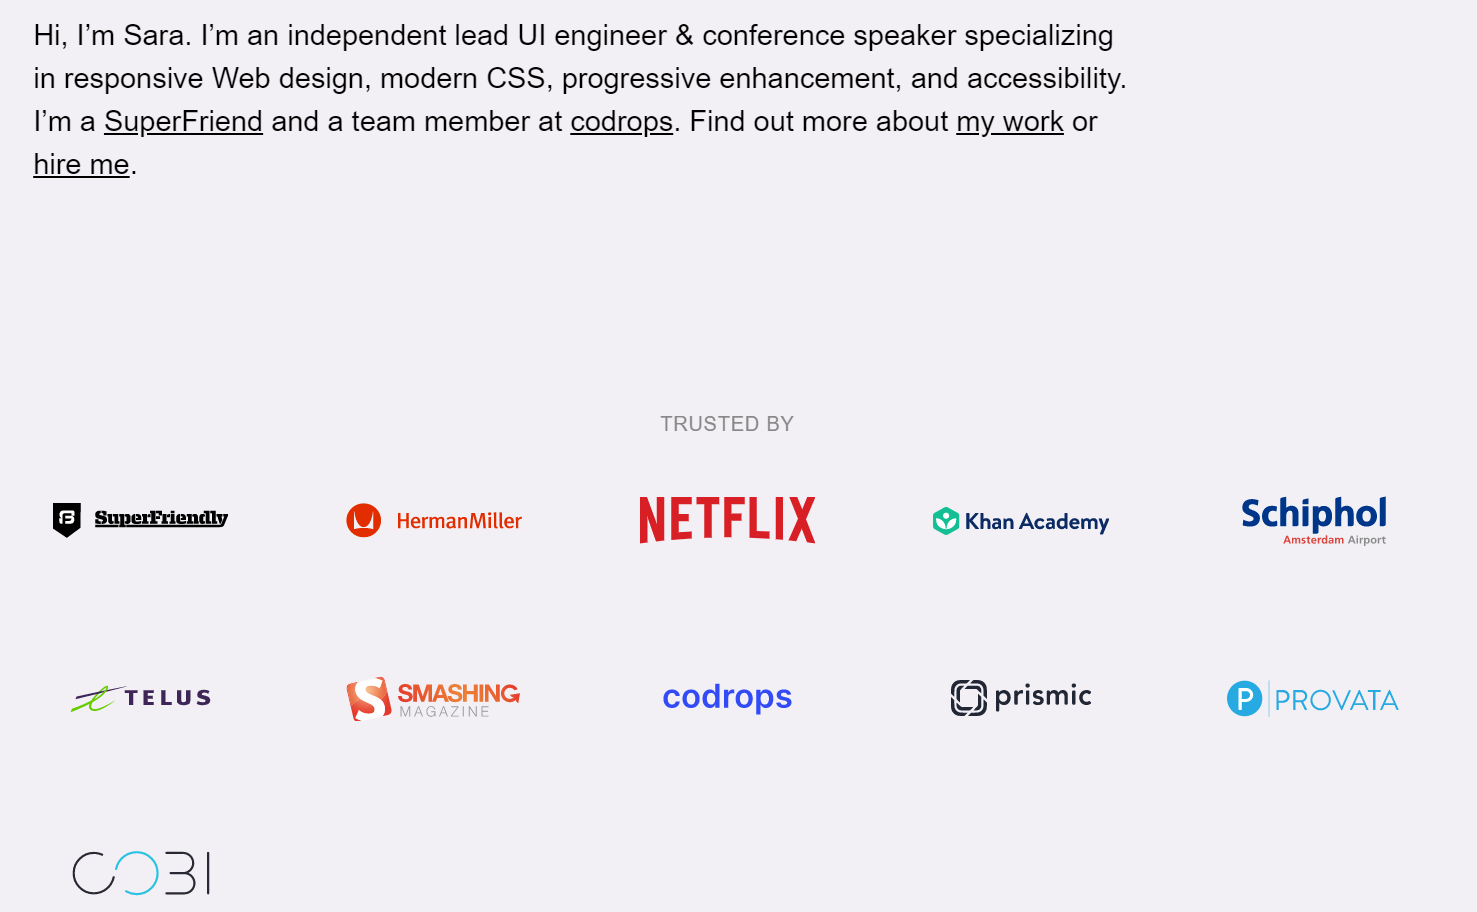 Hi, I’m Sara. I’m an independent lead UI engineer & conference speaker specializing
in responsive Web design, modern CSS, progressive enhancement, and accessibility.
I’m a SuperFriend and a team member at codrops. Find out more about my work or
hire me.
TRUSTED BY
SuperFriendly
HermanMiller
NETFLIX
Khan Academy
Schiphol
Amsterdam Airport
TELUS
SMASHING
MAGAZINE
codrops
prismic
P PROVATA
COBI